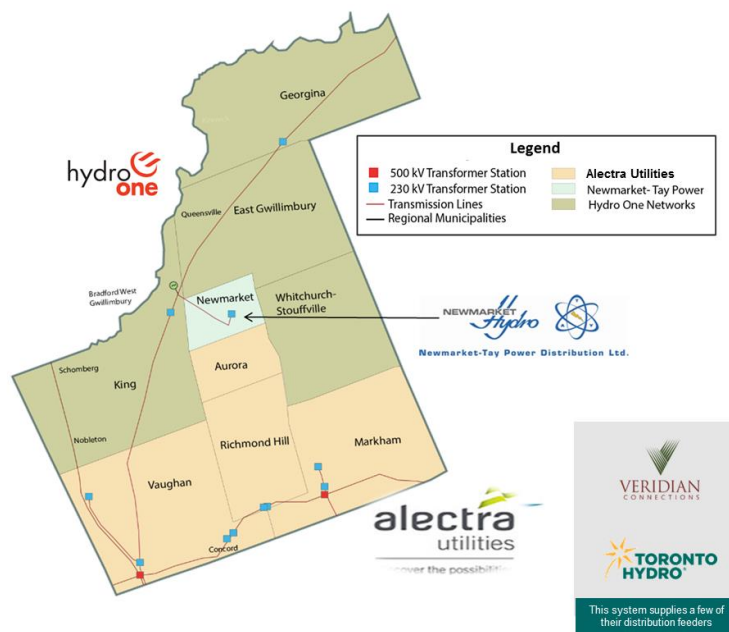 Georgina
hydro
one
Legend
500 kV Transformer Station
230 kV Transformer Station
Transmission Lines
Regional Municipalities
Alectra Utilities
Newmarket- Tay Power
Hydro One Networks
Queensville
East Gwillimbury
Bradford West
Gwillimbury
Newmarket
Whitchurch-
Stouffville
NEWMARKET
Hydro
Newmarket-Tay Power Distribution Ltd.
Schomberg
King
Aurora
Nobleton
Richmond Hill
Markham
Vaughan
Concord
alectra
utilities
over the possibiliti
VERIDIAN
CONNECTIONS
TORONTO
HYDRO
This system supplies a few of
their distribution feeders